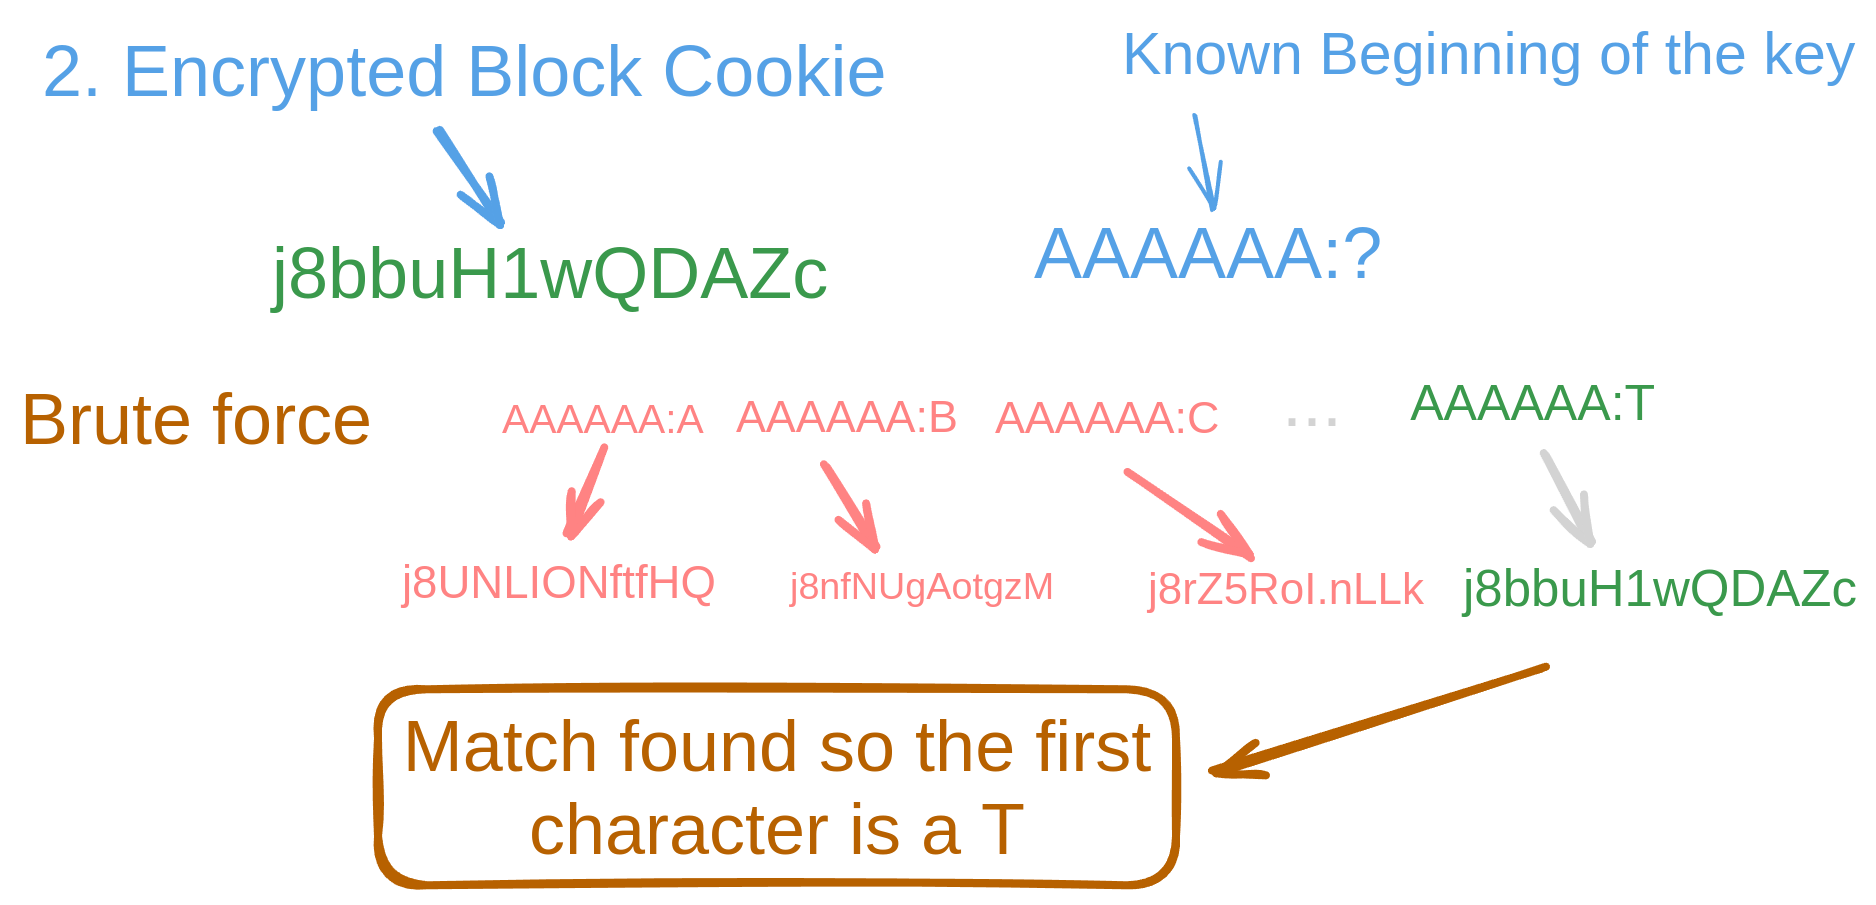 2. Encrypted Block Cookie
Known Beginning of the key
j8bbuH1wQDAZc
AAAAAA:?
Brute force
AAAAAA:A
AAAAAA:B
AAAAAA:C
...
AAAAAA:T
j8UNLIONftfHQ
j8nfNUgAotgzM
j8rZ5RoI.nLLk
j8bbuH1wQDAZc
Match found so the first
character is a T